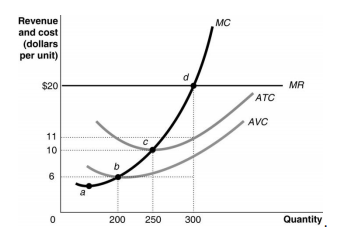 Revenue
and cost
(dollars
per unit)
MC
d
$20
MR
ATC
AVC
11
c
10
b
6
a
0
200
250
300
Quantity